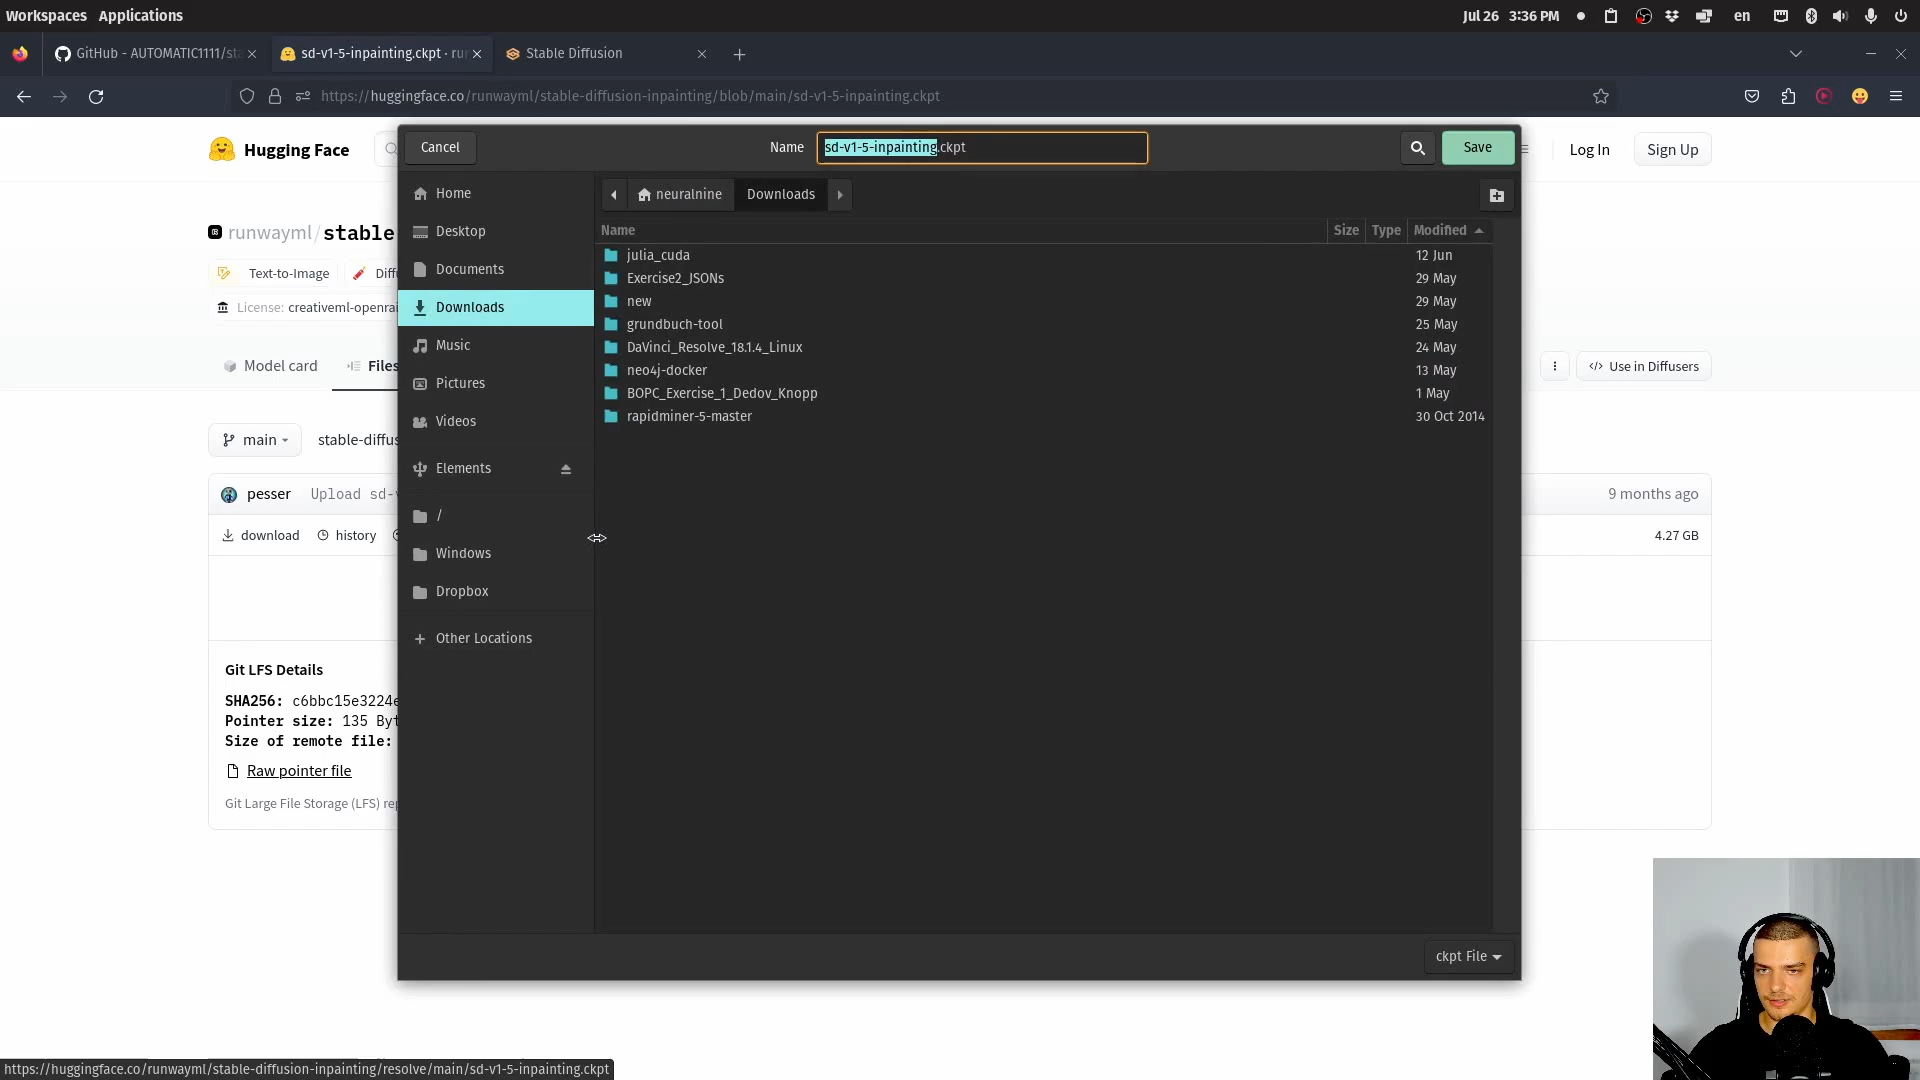 Workspaces Applications
Jul 26 3:36 PM
en
GitHub - AUTOMATIC1111/sta
sd-v1-5-inpainting.ckpt · run
Stable Diffusion
https://huggingface.co/runwayml/stable-diffusion-inpainting/blob/main/sd-v1-5-inpainting.ckpt
Hugging Face
Log In
Sign Up
Cancel
Name
sd-v1-5-inpainting.ckpt
Save
Home
Desktop
Documents
Downloads
Music
Pictures
Videos
Elements
/
Windows
Dropbox
Other Locations
neuralnine
Downloads
Name Size Type Modified
julia_cuda 12 Jun
Exercise2_JSONs 29 May
new 29 May
grundbuch-tool 25 May
DaVinci_Resolve_18.1.4_Linux 24 May
neo4j-docker 13 May
BOPC_Exercise_1_Dedov_Knopp 1 May
rapidminer-5-master 30 Oct 2014
ckpt File
runwayml/stable
Text-to-Image
Diff
License: creativeml-openrai
Model card
Files
Use in Diffusers
main
stable-diffus
pesser Upload sd-v
9 months ago
download history
4.27 GB
Git LFS Details
SHA256: c6bbc15e3224e
Pointer size: 135 Byt
Size of remote file:
Raw pointer file
Git Large File Storage (LFS) rep
https://huggingface.co/runwayml/stable-diffusion-inpainting/resolve/main/sd-v1-5-inpainting.ckpt